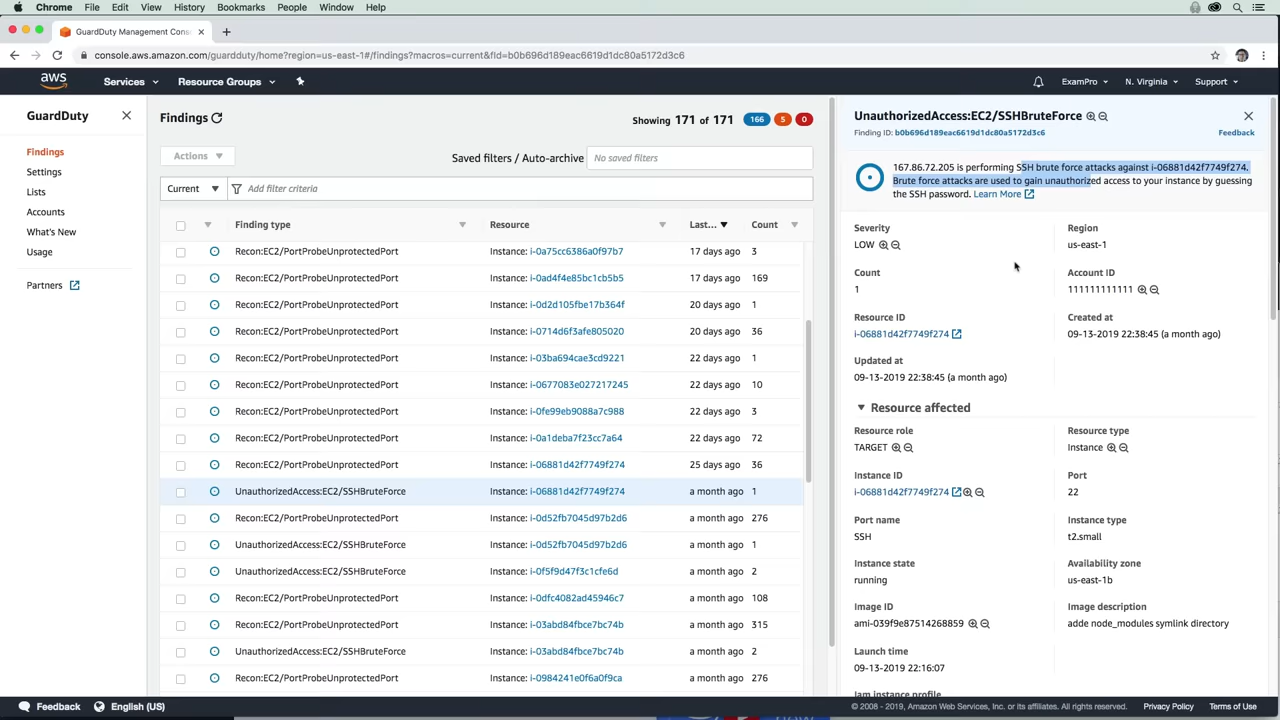 Chrome File Edit View History Bookmarks People Window Help
GuardDuty Management Cons
console.aws.amazon.com/guardduty/home?region=us-east-1#/findings?macros=current&fId=b0b696d189eac6619d1dc80a5172d3c6
aws Services Resource Groups ExamPro N. Virginia Support
GuardDuty
Findings
Settings
Lists
Accounts
What's New
Usage
Partners
Findings
Showing 171 of 171 166 5 0
Actions
Saved filters / Auto-archive No saved filters
Current Add filter criteria
Finding type Resource Last... Count
Recon:EC2/PortProbeUnprotectedPort Instance: i-0a75cc6386a0f97b7 17 days ago 3
Recon:EC2/PortProbeUnprotectedPort Instance: i-0ad4f4e85bc1cb5b5 17 days ago 169
Recon:EC2/PortProbeUnprotectedPort Instance: i-0d2d105fbe17b364f 20 days ago 1
Recon:EC2/PortProbeUnprotectedPort Instance: i-0714d6f3afe805020 20 days ago 36
Recon:EC2/PortProbeUnprotectedPort Instance: i-03ba694cae3cd9221 22 days ago 1
Recon:EC2/PortProbeUnprotectedPort Instance: i-0677083e027217245 22 days ago 10
Recon:EC2/PortProbeUnprotectedPort Instance: i-0fe99eb9088a7c988 22 days ago 3
Recon:EC2/PortProbeUnprotectedPort Instance: i-0a1deba7f23cc7a64 22 days ago 72
Recon:EC2/PortProbeUnprotectedPort Instance: i-06881d42f7749f274 25 days ago 36
UnauthorizedAccess:EC2/SSHBruteForce Instance: i-06881d42f7749f274 a month ago 1
Recon:EC2/PortProbeUnprotectedPort Instance: i-0d52fb7045d97b2d6 a month ago 276
UnauthorizedAccess:EC2/SSHBruteForce Instance: i-0d52fb7045d97b2d6 a month ago 1
UnauthorizedAccess:EC2/SSHBruteForce Instance: i-0f5f9d47f3c1cfe6d a month ago 2
Recon:EC2/PortProbeUnprotectedPort Instance: i-0dfc4082ad45946c7 a month ago 108
Recon:EC2/PortProbeUnprotectedPort Instance: i-03abd84fbce7bc74b a month ago 315
UnauthorizedAccess:EC2/SSHBruteForce Instance: i-03abd84fbce7bc74b a month ago 2
Recon:EC2/PortProbeUnprotectedPort Instance: i-0984241e0f6a0f9ca a month ago 276
UnauthorizedAccess:EC2/SSHBruteForce
Finding ID: b0b696d189eac6619d1dc80a5172d3c6 Feedback
167.86.72.205 is performing SSH brute force attacks against i-06881d42f7749f274.
Brute force attacks are used to gain unauthorized access to your instance by guessing
the SSH password. Learn More
Severity Region
LOW us-east-1
Count Account ID
1 111111111111
Resource ID Created at
i-06881d42f7749f274 09-13-2019 22:38:45 (a month ago)
Updated at
09-13-2019 22:38:45 (a month ago)
Resource affected
Resource role Resource type
TARGET Instance
Instance ID Port
i-06881d42f7749f274 22
Port name Instance type
SSH t2.small
Instance state Availability zone
running us-east-1b
Image ID Image description
ami-039f9e87514268859 adde node_modules symlink directory
Launch time
09-13-2019 22:16:07
Iam instance profile
Feedback English (US) © 2008 - 2019, Amazon Web Services, Inc. or its affiliates. All rights reserved. Privacy Policy Terms of Use